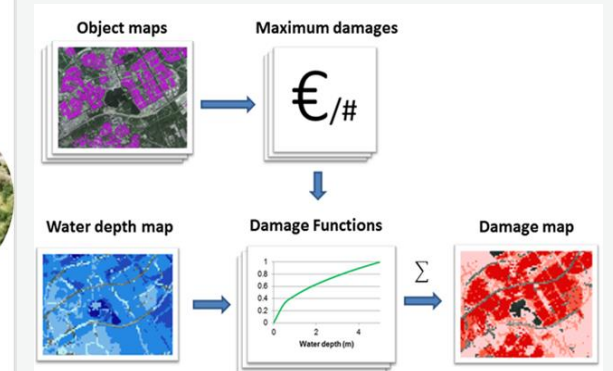 Object maps
Maximum damages
€/#
Water depth map
Damage Functions
Damage map
1
0.8
0.6
0.4
0.2
0
0 2 4
Water depth (m)
∑